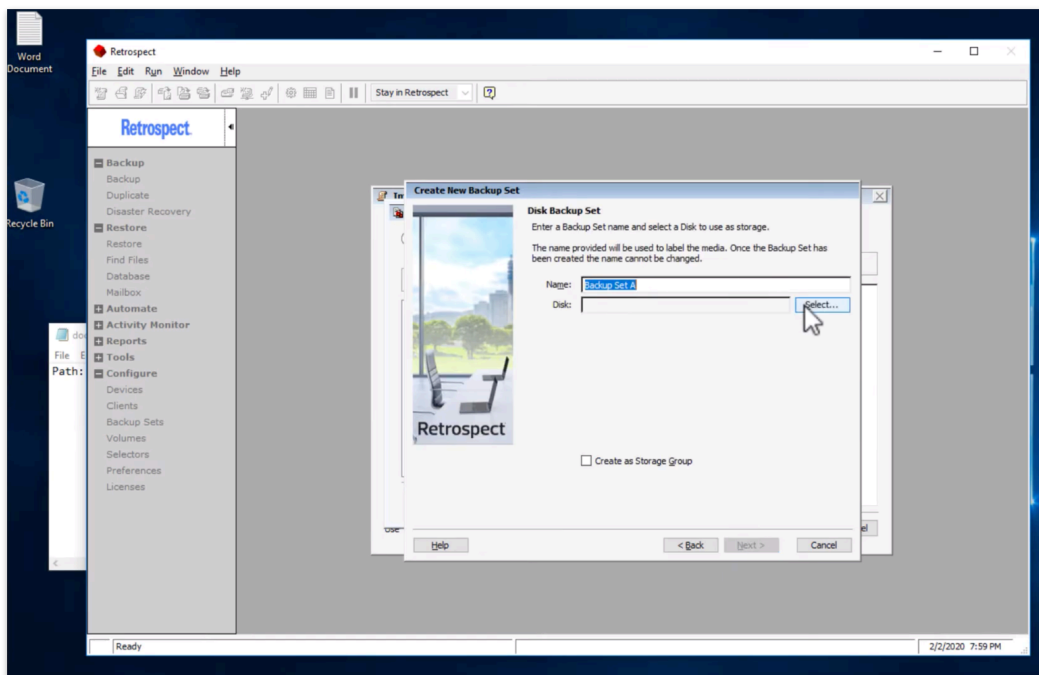 Word
Document
Retrospect
File Edit Run Window Help
Stay in Retrospect
Retrospect
Backup
Backup
Duplicate
Disaster Recovery
Restore
Restore
Find Files
Database
Mailbox
Automate
Activity Monitor
Reports
Tools
Configure
Devices
Clients
Backup Sets
Volumes
Selectors
Preferences
Licenses
Recycle Bin
File
Path:
Create New Backup Set
Disk Backup Set
Enter a Backup Set name and select a Disk to use as storage.
The name provided will be used to label the media. Once the Backup Set has
been created the name cannot be changed.
Name: Backup Set A
Disk: Select...
Retrospect
Create as Storage Group
Help < Back Next > Cancel
Ready 2/2/2020 7:59 PM